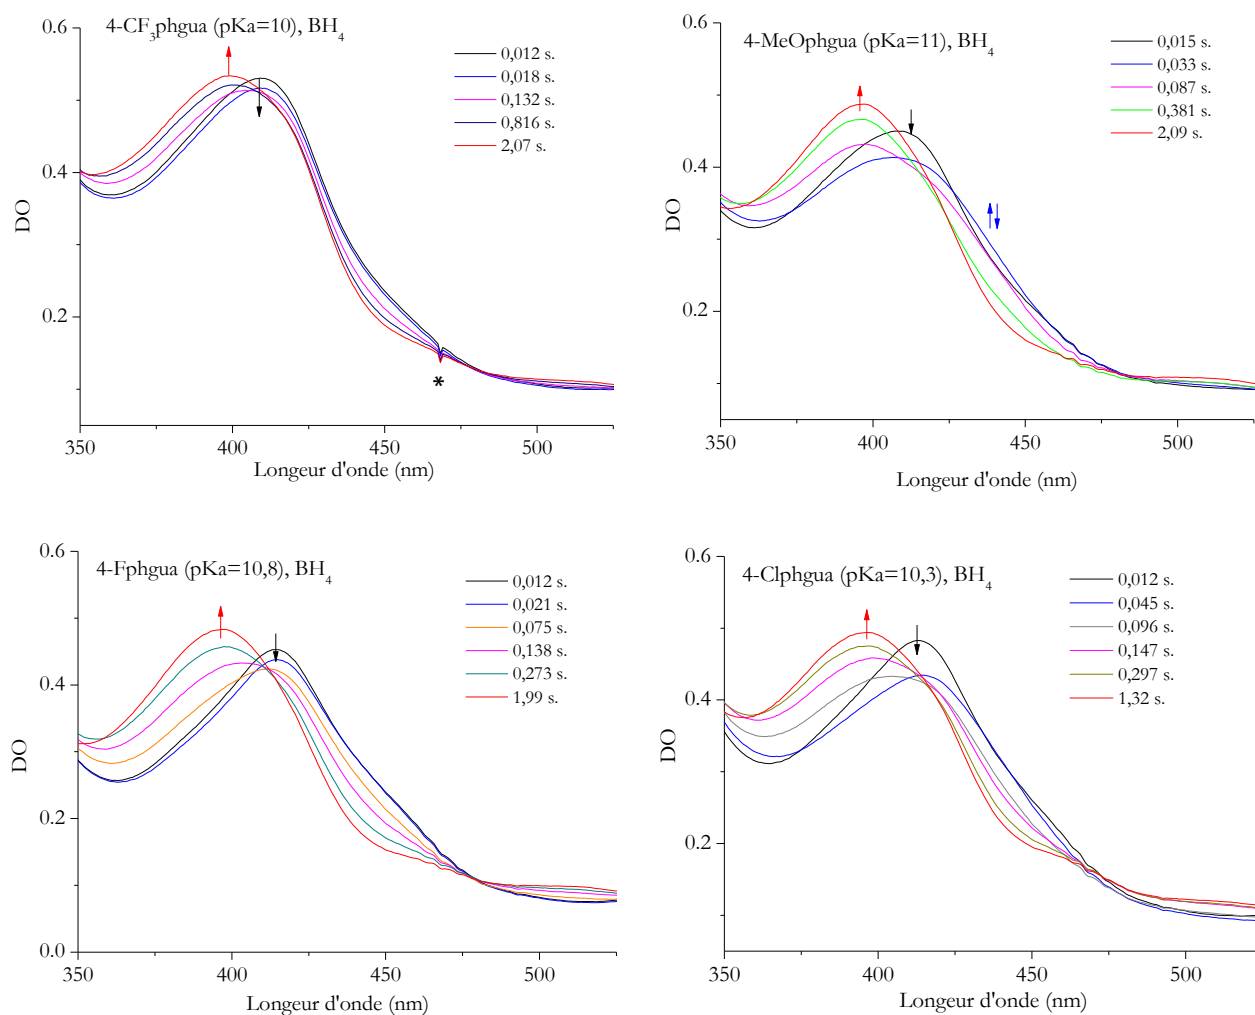 4-CF3phgua (pKa=10), BH4
0,012 s.
0,018 s.
0,132 s.
0,816 s.
2,07 s.
0.6
0.4
0.2
DO
*
350
400
450
500
Longeur d'onde (nm)
4-MeOphgua (pKa=11), BH4
0,015 s.
0,033 s.
0,087 s.
0,381 s.
2,09 s.
0.6
0.4
0.2
DO
350
400
450
500
Longeur d'onde (nm)
4-Fphgua (pKa=10,8), BH4
0,012 s.
0,021 s.
0,075 s.
0,138 s.
0,273 s.
1,99 s.
0.6
0.4
0.2
0.0
DO
350
400
450
500
Longeur d'onde (nm)
4-Clphgua (pKa=10,3), BH4
0,012 s.
0,045 s.
0,096 s.
0,147 s.
0,297 s.
1,32 s.
0.6
0.4
0.2
DO
350
400
450
500
Longeur d'onde (nm)